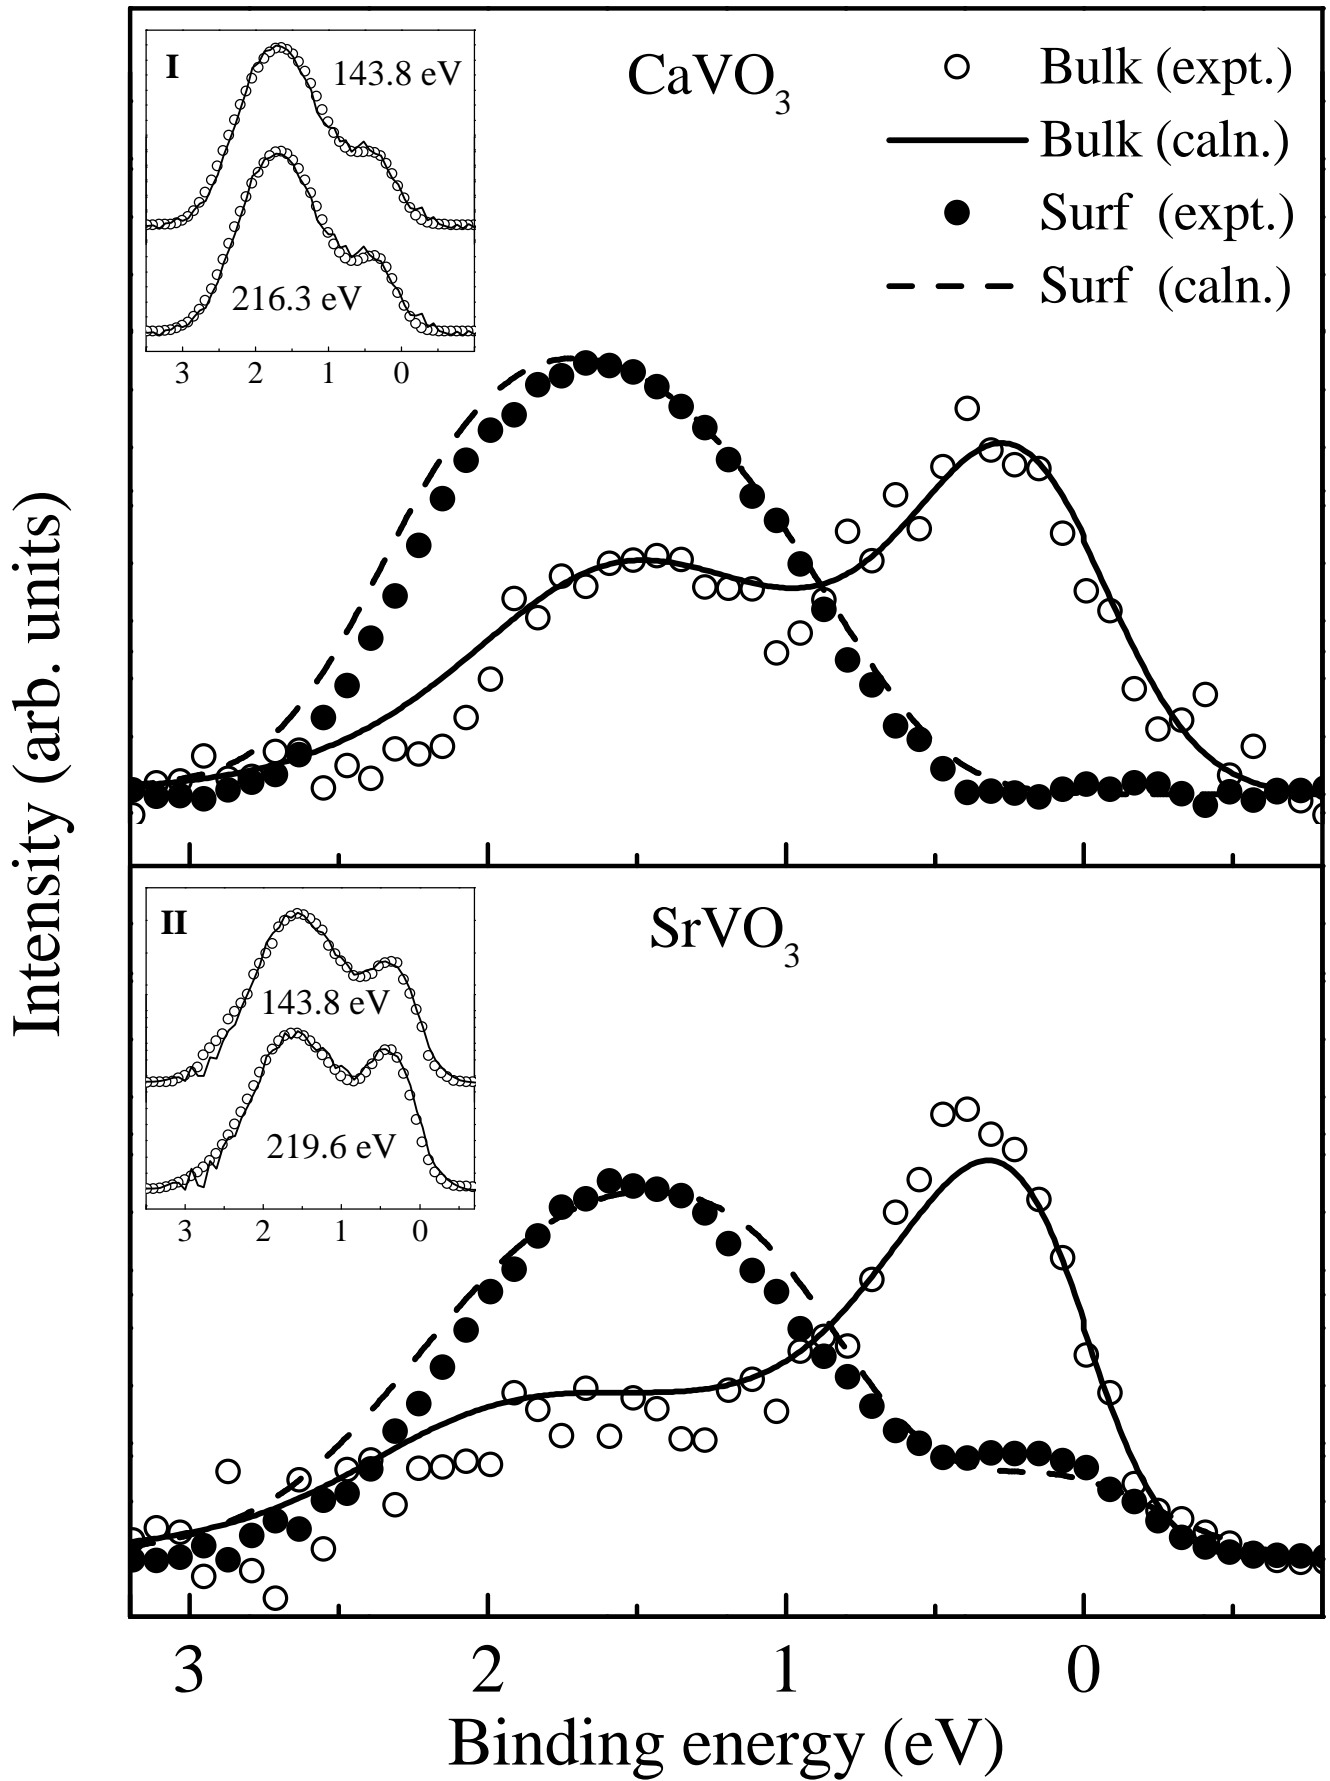 I
143.8 eV
216.3 eV
3 2 1 0
CaVO3
Bulk (expt.)
Bulk (caln.)
Surf (expt.)
Surf (caln.)
Intensity (arb. units)
II
143.8 eV
219.6 eV
3 2 1 0
SrVO3
3 2 1 0
Binding energy (eV)